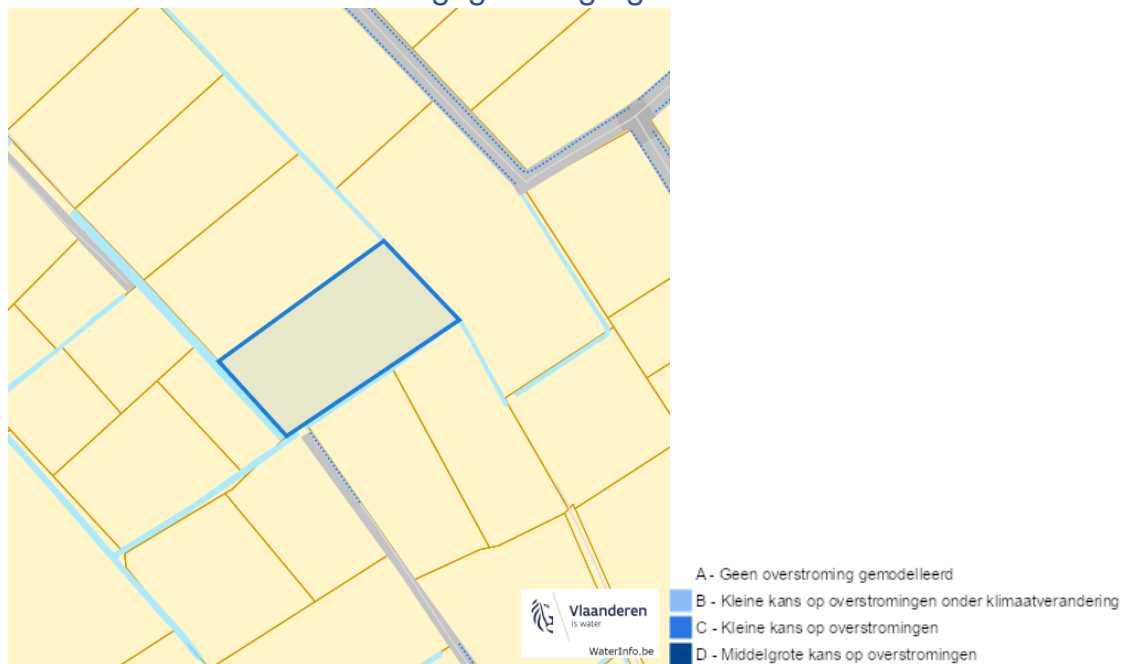 A - Geen overstroming gemodelleerd
B - Kleine kans op overstromingen onder klimaatverandering
Vlaanderen
is water
C - Kleine kans op overstromingen
WaterInfo.be
D - Middelgrote kans op overstromingen